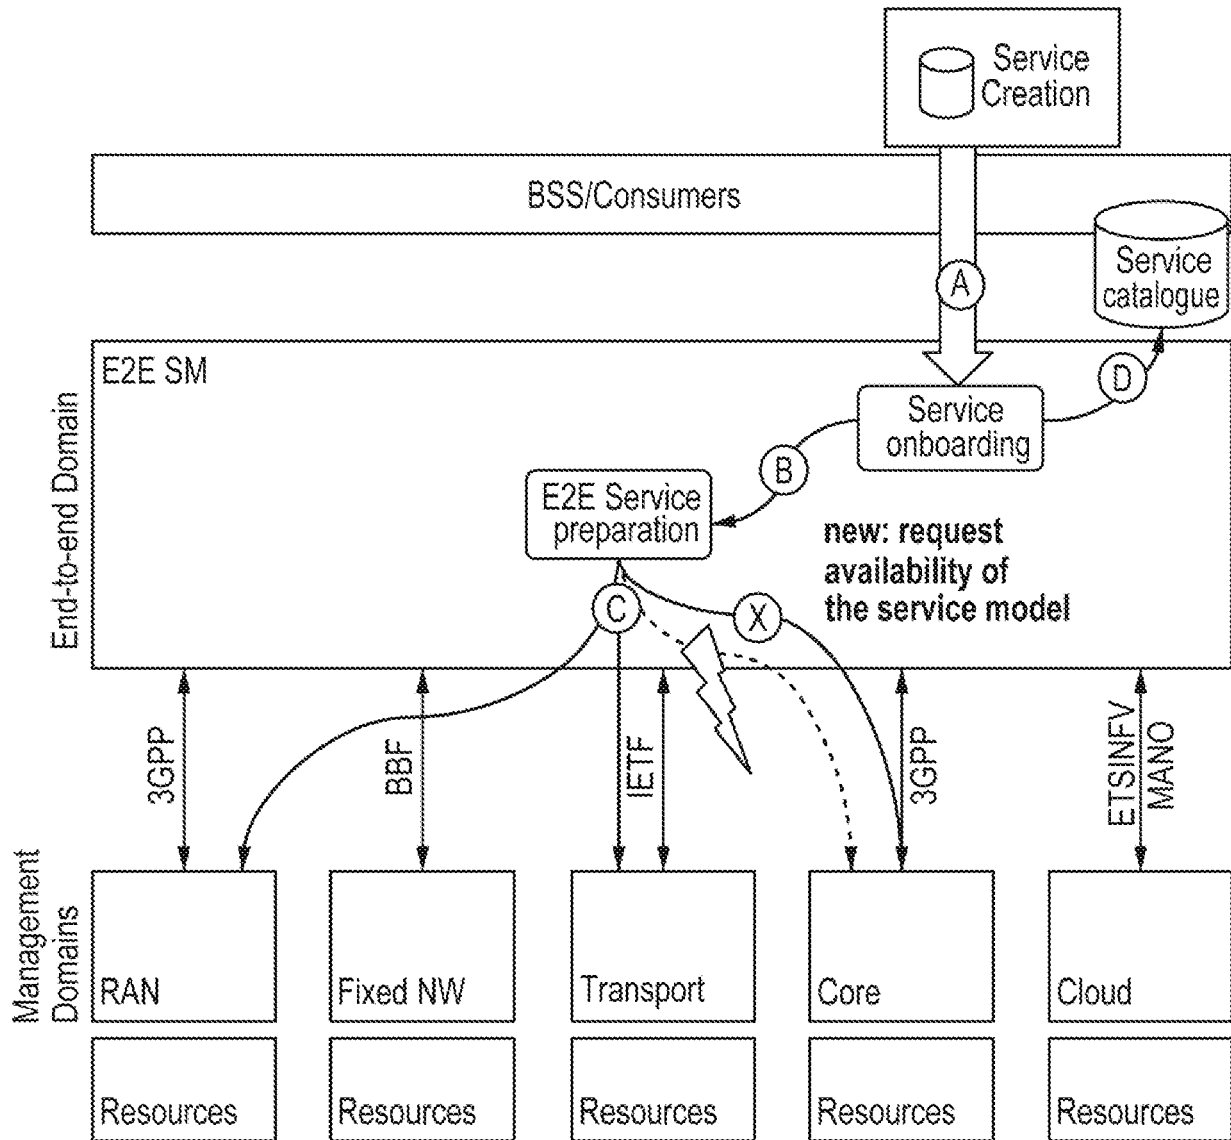 Service
Creation
BSS/Consumers
Service
catalogue
A
E2E SM
D
Service
onboarding
B
E2E Service
preparation
new: request
availability of
the service model
C
X
End-to-end Domain
3GPP
BBF
IETF
3GPP
ETSINFV
MANO
Management
Domains
RAN
Fixed NW
Transport
Core
Cloud
Resources
Resources
Resources
Resources
Resources